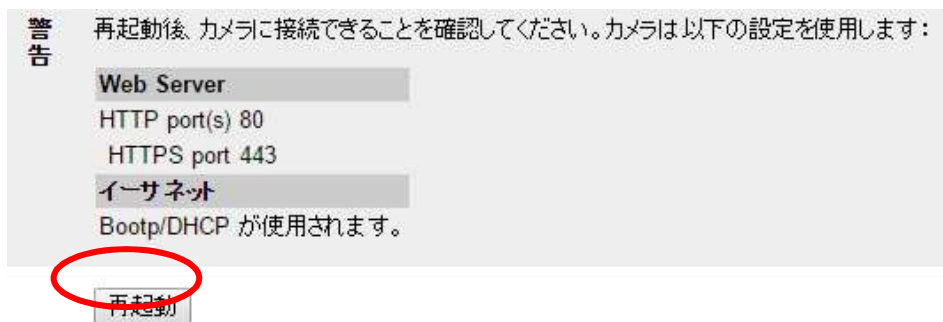 警告
再起動後、カメラに接続できることを確認してください。カメラは以下の設定を使用します：
Web Server
HTTP port(s) 80
HTTPS port 443
イーサネット
Bootp/DHCP が使用されます。
再起動